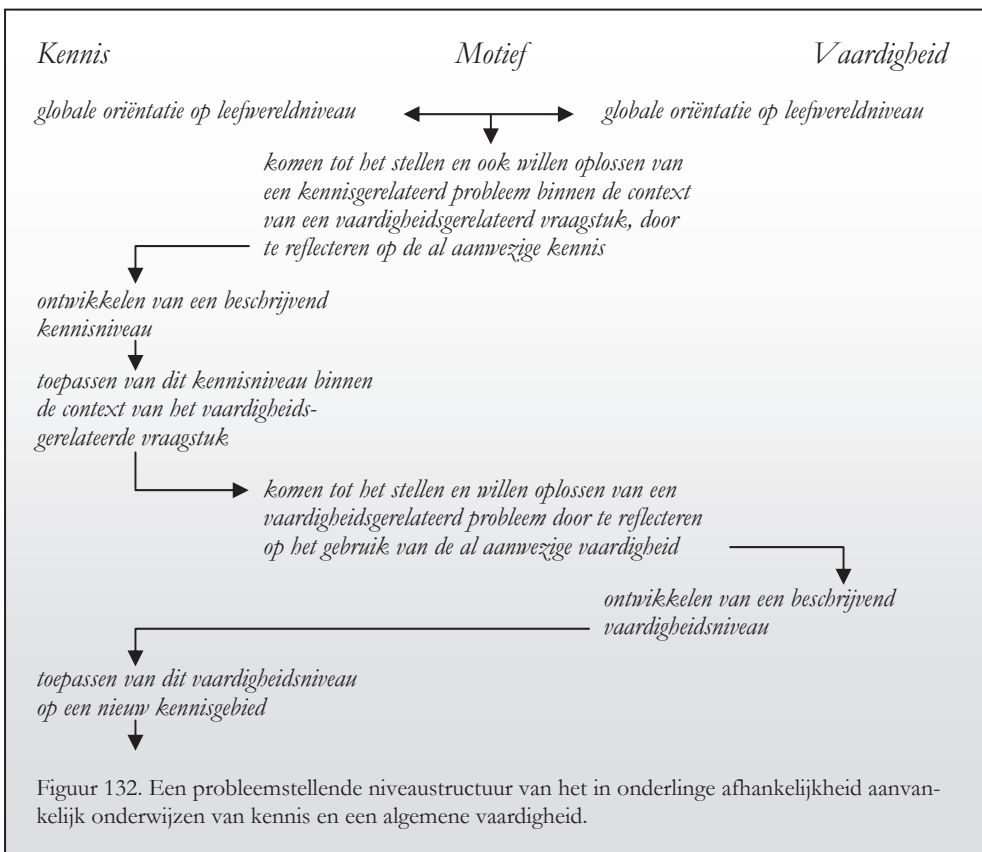 Kennis Motief Vaardigheid
globale oriëntatie op leefwereldniveau globale oriëntatie op leefwereldniveau
komen tot het stellen en ook willen oplossen van
een kennisgerelateerd probleem binnen de context
van een vaardigheidsgerelateerd vraagstuk, door
te reflecteren op de al aanwezige kennis
ontwikkelen van een beschrijvend
kennisniveau
toepassen van dit kennisniveau binnen
de context van het vaardigheids-
gerelateerde vraagstuk
komen tot het stellen en willen oplossen van een
vaardigheidsgerelateerd probleem door te reflecteren
op het gebruik van de al aanwezige vaardigheid
ontwikkelen van een beschrijvend
vaardigheidsniveau
toepassen van dit vaardigheidsniveau
op een nieuw kennisgebied
Figuur 132. Een probleemstellende niveaustructuur van het in onderlinge afhankelijkheid aanvan-
kelijk onderwijzen van kennis en een algemene vaardigheid.